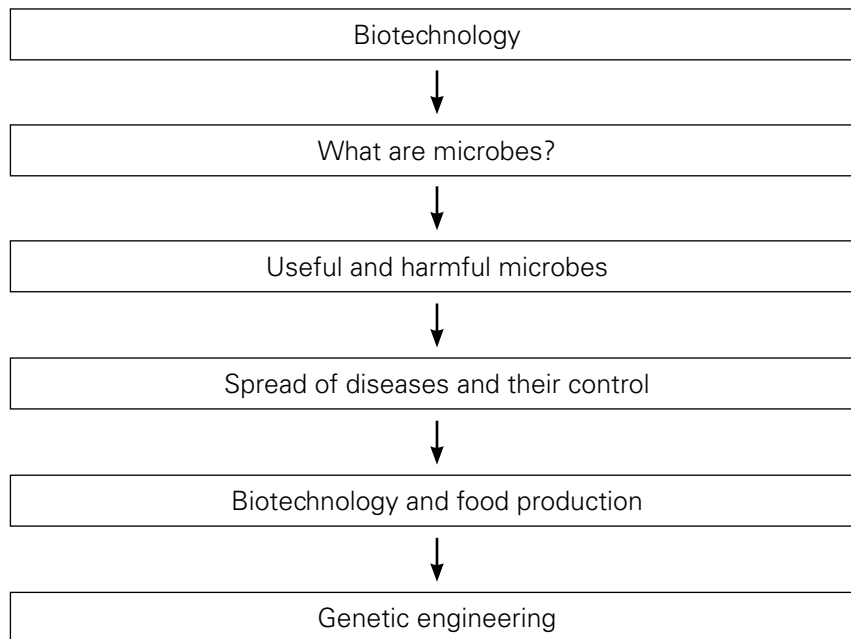 Biotechnology
What are microbes?
Useful and harmful microbes
Spread of diseases and their control
Biotechnology and food production
Genetic engineering